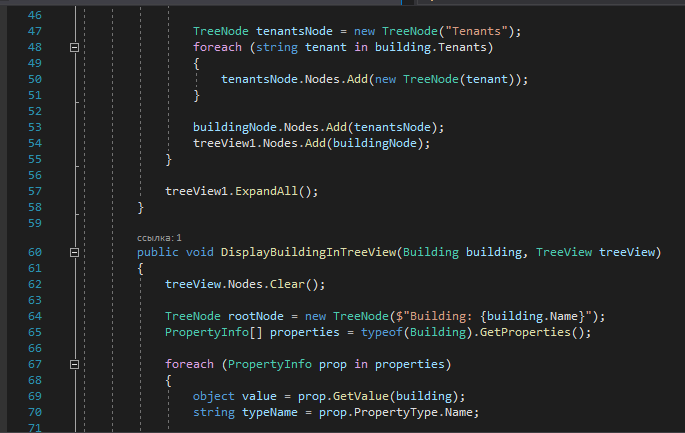 46
47 TreeNode tenantsNode = new TreeNode("Tenants");
48 foreach (string tenant in building.Tenants)
49 {
50 tenantsNode.Nodes.Add(new TreeNode(tenant));
51 }
52
53 buildingNode.Nodes.Add(tenantsNode);
54 treeView1.Nodes.Add(buildingNode);
55 }
56
57 treeView1.ExpandAll();
58 }
59
ссылка: 1
60 public void DisplayBuildingInTreeView(Building building, TreeView treeView)
61 {
62 treeView.Nodes.Clear();
63
64 TreeNode rootNode = new TreeNode($"Building: {building.Name}");
65 PropertyInfo[] properties = typeof(Building).GetProperties();
66
67 foreach (PropertyInfo prop in properties)
68 {
69 object value = prop.GetValue(building);
70 string typeName = prop.PropertyType.Name;
71